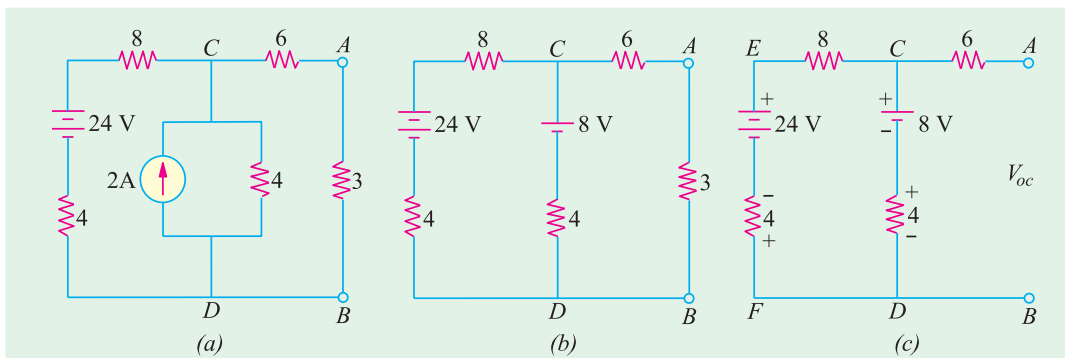 8 C 6 A
24 V
2A 4 3
4
D B
(a)
8 C 6 A
24 V 8 V
3
4 4
D B
(b)
E 8 C 6 A
+ +
24 V 8 V
–
Voc
– +
4 4
+ –
F D B
(c)